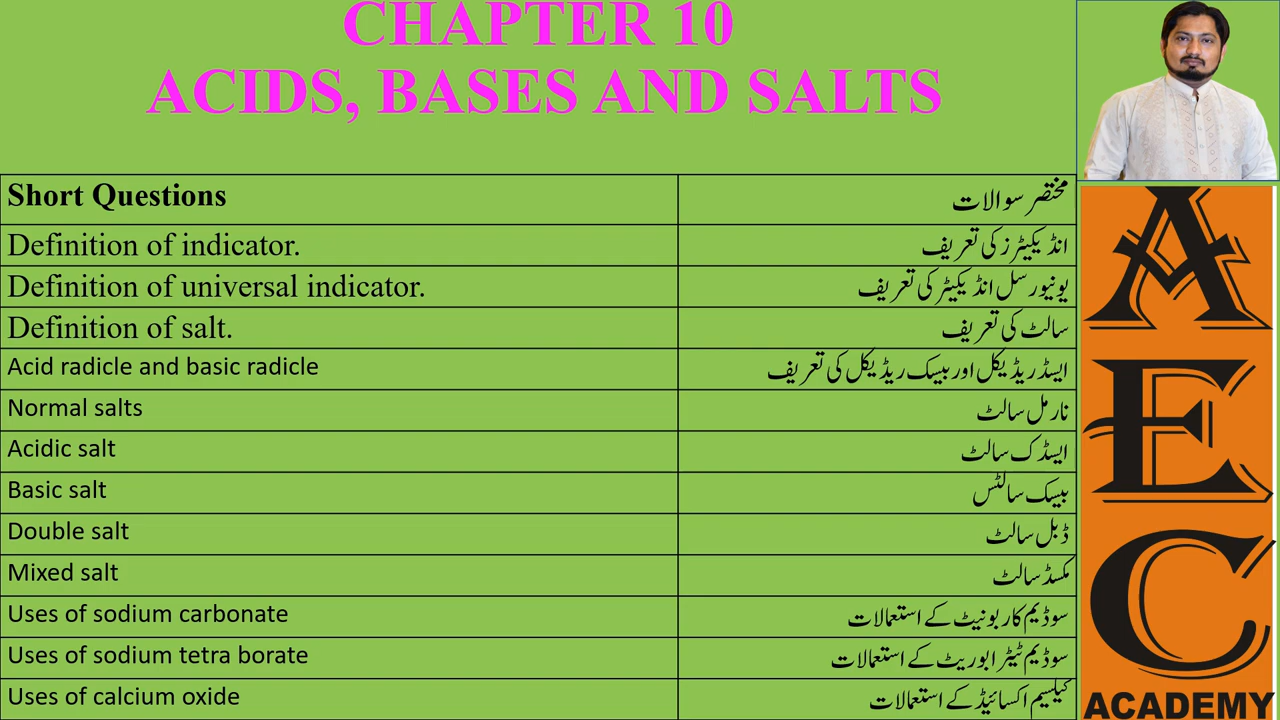 CHAPTER 10
ACIDS, BASES AND SALTS
Short Questions
مختصر سوالات
Definition of indicator.
انڈیکیٹرز کی تعریف
Definition of universal indicator.
یونیورسل انڈیکیٹر کی تعریف
Definition of salt.
سالٹ کی تعریف
Acid radicle and basic radicle
ایسڈ ریڈیکل اور بیسک ریڈیکل کی تعریف
Normal salts
نارمل سالٹ
Acidic salt
ایسڈک سالٹ
Basic salt
بیسک سالٹس
Double salt
ڈبل سالٹ
Mixed salt
مکسڈ سالٹ
Uses of sodium carbonate
سوڈیم کاربونیٹ کے استعمالات
Uses of sodium tetra borate
سوڈیم ٹیٹرابوریٹ کے استعمالات
Uses of calcium oxide
کیلسیم اکسائیڈ کے استعمالات
A
E
C
ACADEMY